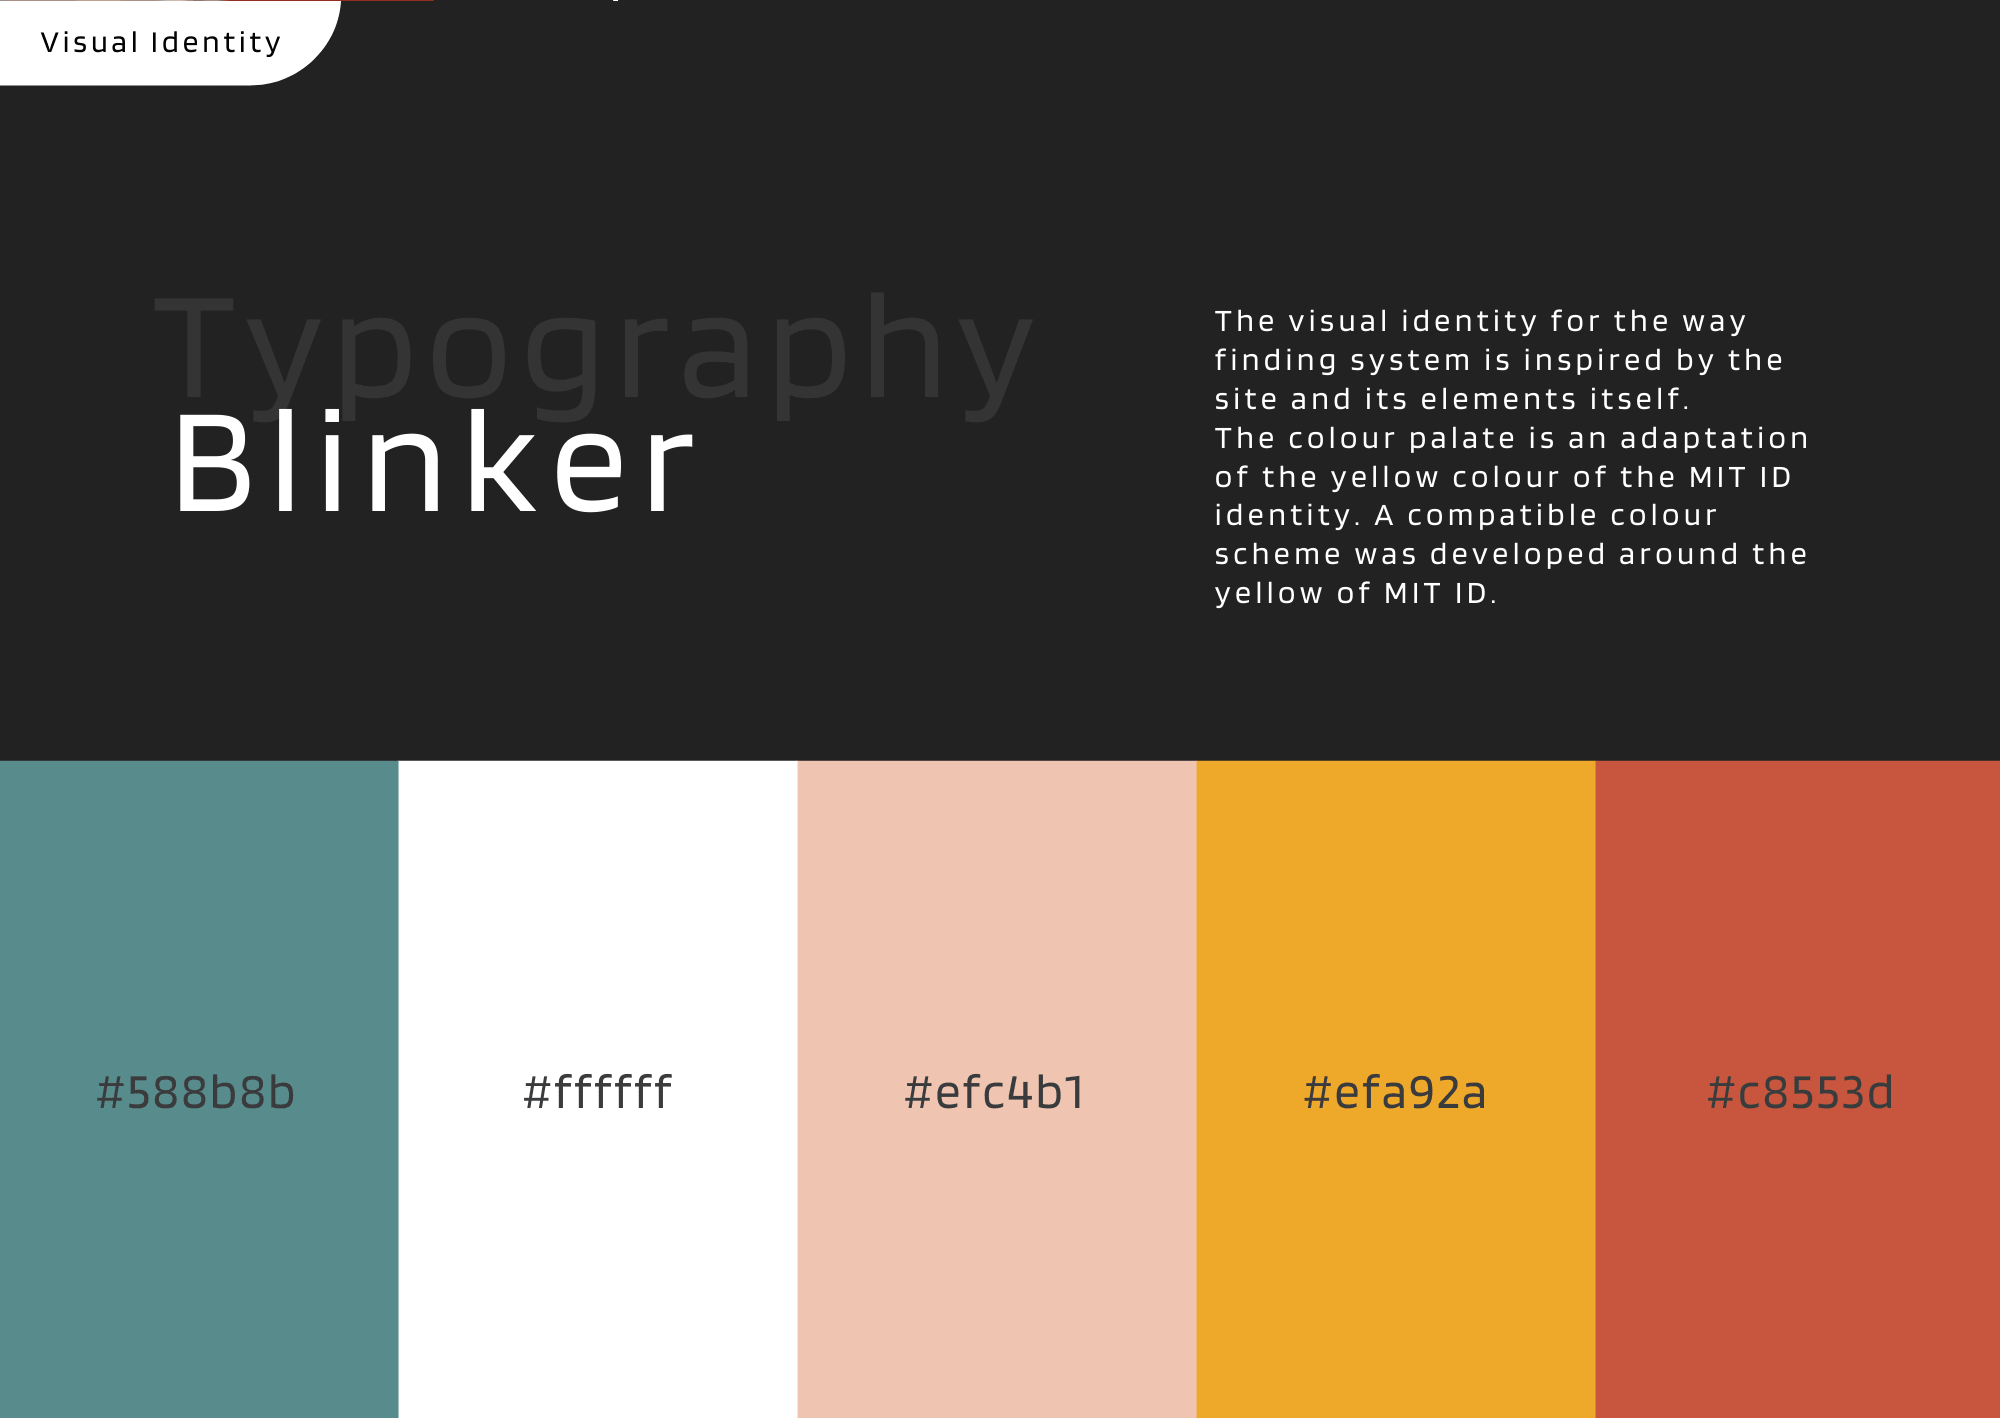 Visual Identity
Typography
Blinker
The visual identity for the way
finding system is inspired by the
site and its elements itself.
The colour palate is an adaptation
of the yellow colour of the MIT ID
identity. A compatible colour
scheme was developed around the
yellow of MIT ID.
#588b8b
#ffffff
#efc4b1
#efa92a
#c8553d